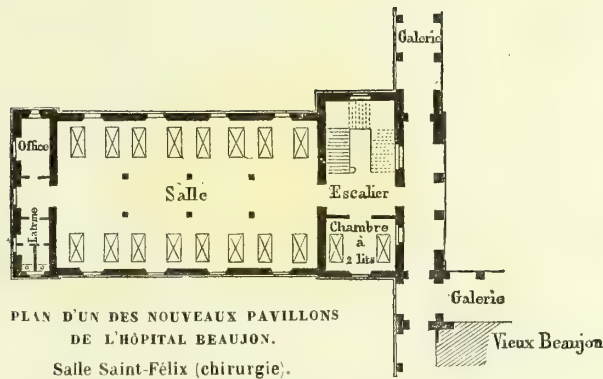 Galerie
Office
Salle
Escalier
Latrine
Chambre
à
2 lits
Galerie
Vieux Beaujon
PLAN D'UN DES NOUVEAUX PAVILLONS
DE L'HÔPITAL BEAUJON.
Salle Saint-Félix (chirurgie).